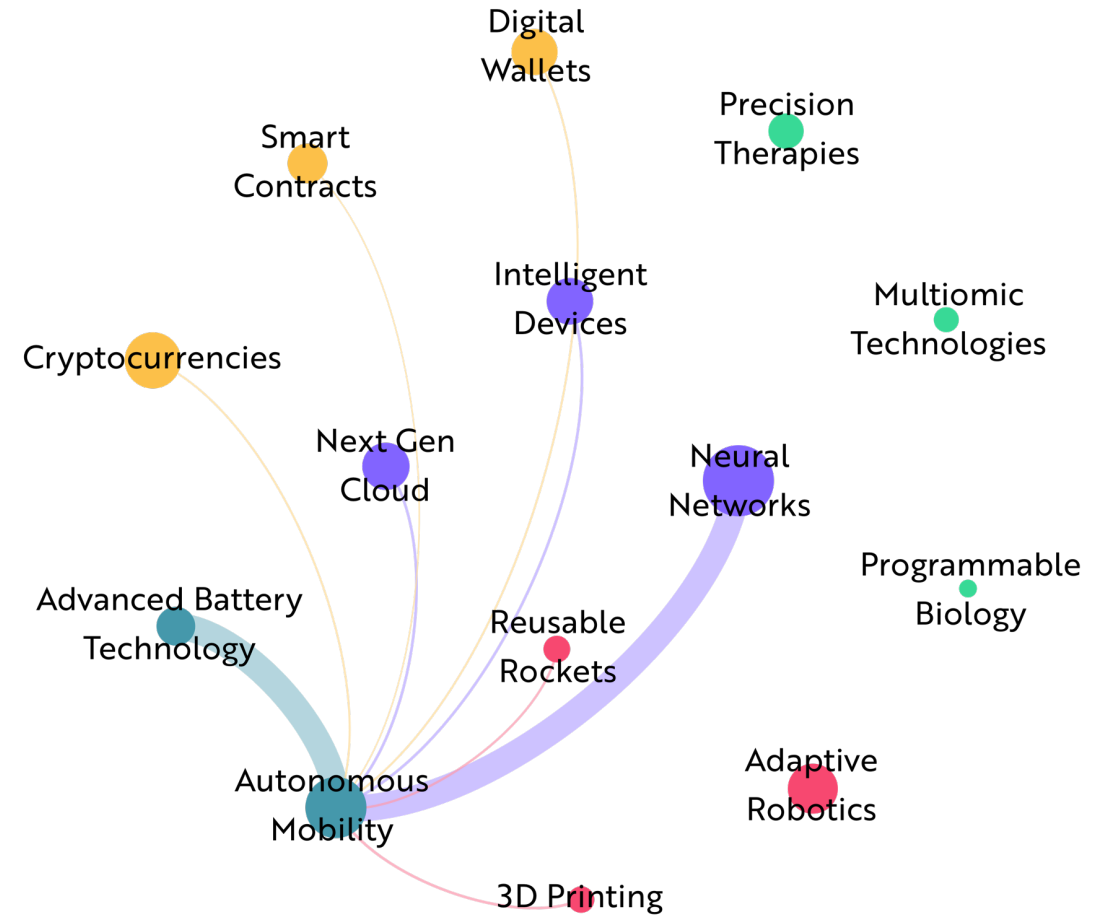 Digital
Wallets
Precision
Therapies
Smart
Contracts
Intelligent
Devices
Multiomic
Technologies
Cryptocurrencies
Next Gen
Cloud
Neural
Networks
Programmable
Biology
Advanced Battery
Technology
Reusable
Rockets
Adaptive
Robotics
Autonomous
Mobility
3D Printing